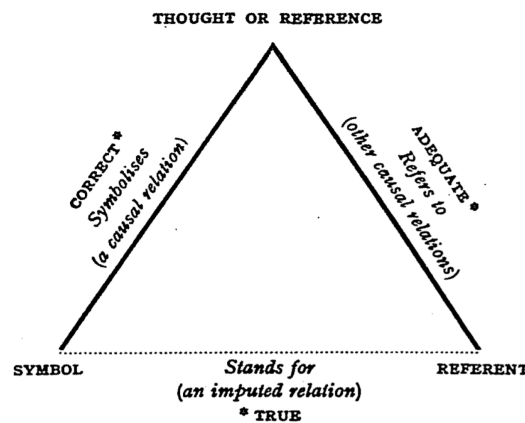 THOUGHT OR REFERENCE
CORRECT*
Symbolises
(a causal relation)
ADEQUATE*
Refers to
(other causal relations)
SYMBOL
Stands for
(an imputed relation)
* TRUE
REFERENT